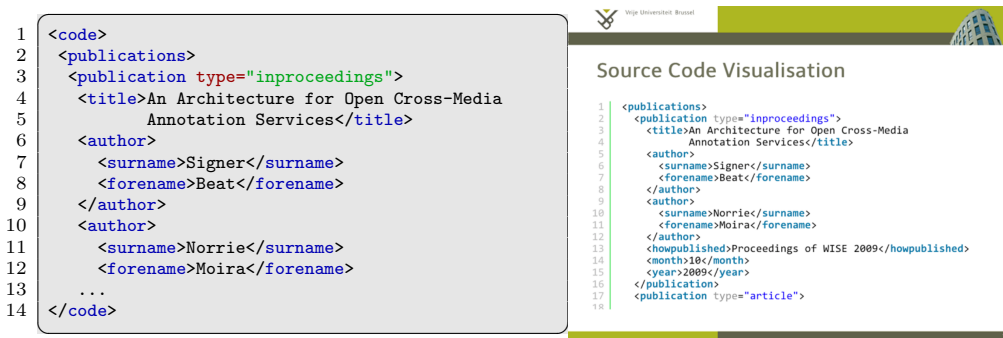 1 <code>
2 <publications>
3 <publication type="inproceedings">
4 <title>An Architecture for Open Cross-Media
5 Annotation Services</title>
6 <author>
7 <surname>Signer</surname>
8 <forename>Beat</forename>
9 </author>
10 <author>
11 <surname>Norrie</surname>
12 <forename>Moira</forename>
13 ...
14 </code>
Vrije Universiteit Brussel
Source Code Visualisation
1 <publications>
2 <publication type="inproceedings">
3 <title>An Architecture for Open Cross-Media
4 Annotation Services</title>
5 <author>
6 <surname>Signer</surname>
7 <forename>Beat</forename>
8 </author>
9 <author>
10 <surname>Norrie</surname>
11 <forename>Moira</forename>
12 </author>
13 <howpublished>Proceedings of WISE 2009</howpublished>
14 <month>10</month>
15 <year>2009</year>
16 </publication>
17 <publication type="article">
18